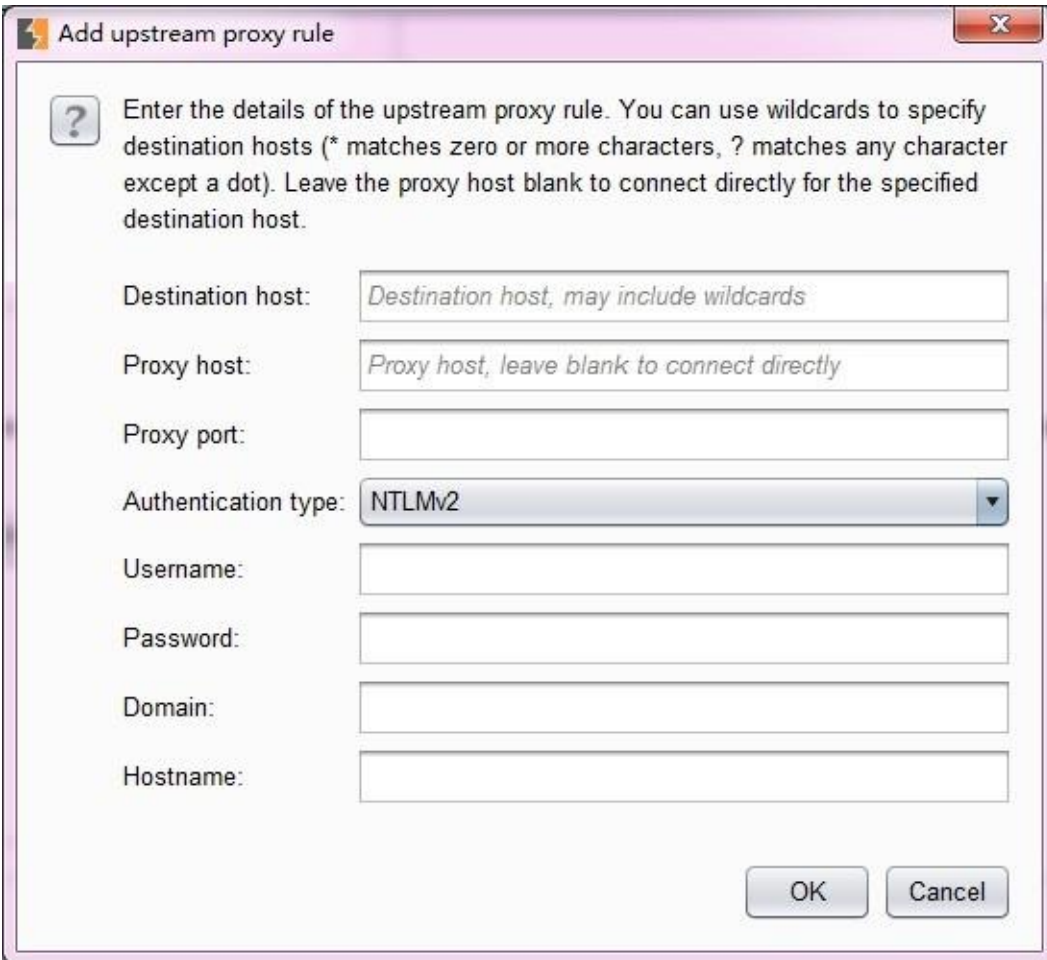 Add upstream proxy rule
?
Enter the details of the upstream proxy rule. You can use wildcards to specify
destination hosts (* matches zero or more characters, ? matches any character
except a dot). Leave the proxy host blank to connect directly for the specified
destination host.
Destination host: Destination host, may include wildcards
Proxy host: Proxy host, leave blank to connect directly
Proxy port:
Authentication type: NTLMv2
Username:
Password:
Domain:
Hostname:
OK Cancel